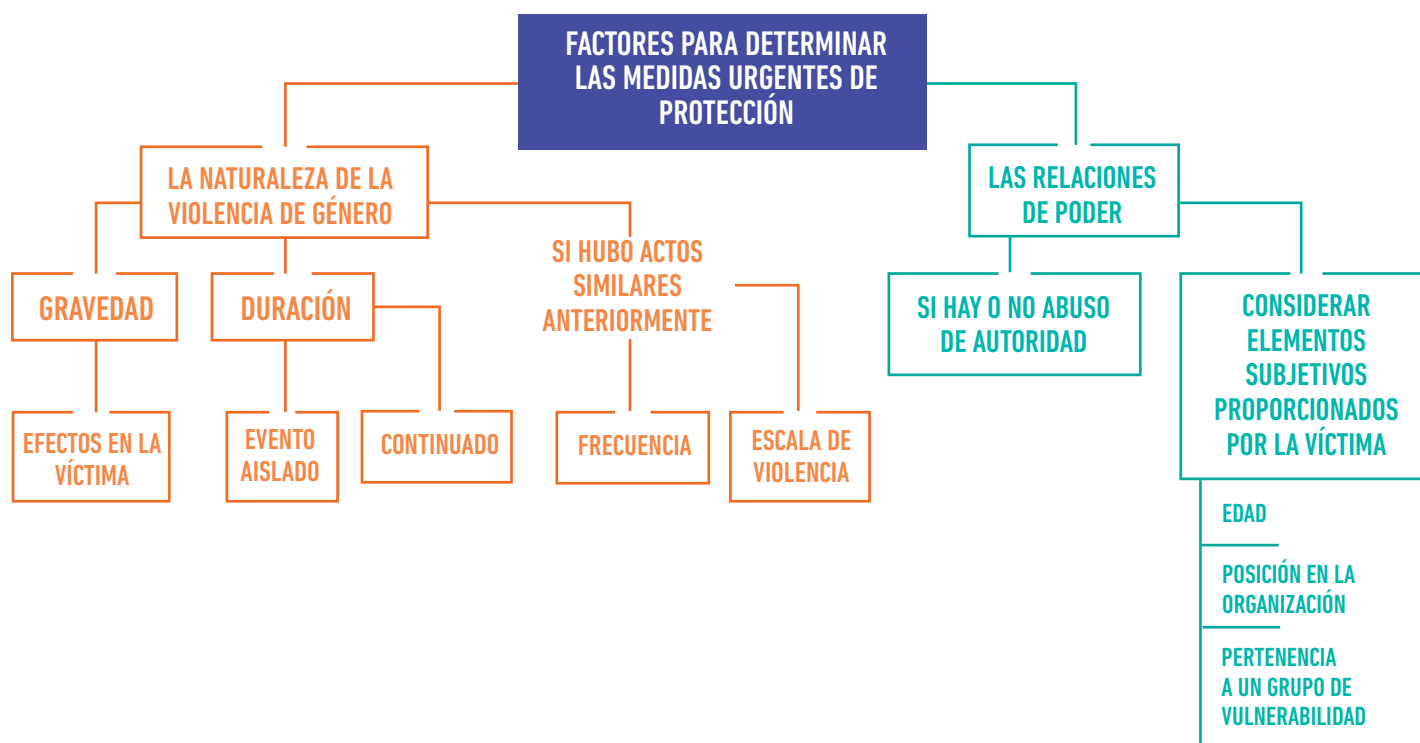 FACTORES PARA DETERMINAR
LAS MEDIDAS URGENTES DE
PROTECCIÓN
LA NATURALEZA DE LA
VIOLENCIA DE GÉNERO
LAS RELACIONES
DE PODER
GRAVEDAD
DURACIÓN
SI HUBO ACTOS
SIMILARES
ANTERIORMENTE
SI HAY O NO ABUSO
DE AUTORIDAD
CONSIDERAR
ELEMENTOS
SUBJETIVOS
PROPORCIONADOS
POR LA VÍCTIMA
EFECTOS EN LA
VÍCTIMA
EVENTO
AISLADO
CONTINUADO
FRECUENCIA
ESCALA DE
VIOLENCIA
EDAD
POSICIÓN EN LA
ORGANIZACIÓN
PERTENENCIA
A UN GRUPO DE
VULNERABILIDAD